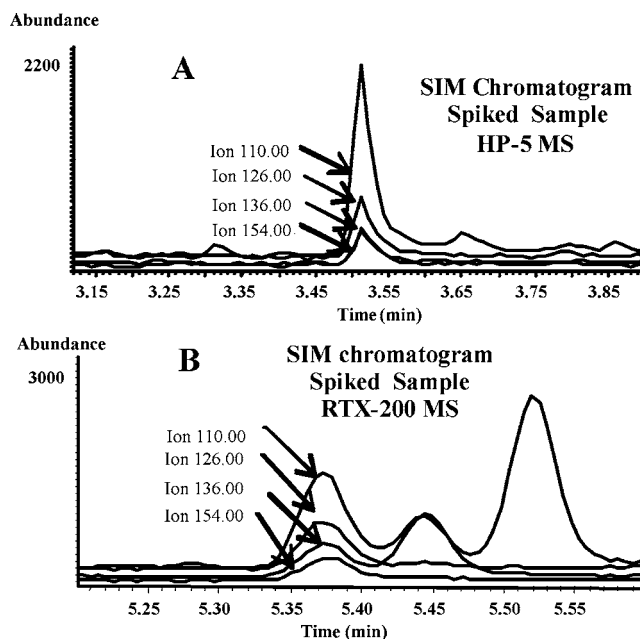 Abundance
2200
A
SIM Chromatogram
Spiked Sample
HP-5 MS
Ion 110.00
Ion 126.00
Ion 136.00
Ion 154.00
3.15 3.25 3.35 3.45 3.55 3.65 3.75 3.85
Time (min)
Abundance
3000
B
SIM chromatogram
Spiked Sample
RTX-200 MS
Ion 110.00
Ion 126.00
Ion 136.00
Ion 154.00
5.25 5.30 5.35 5.40 5.45 5.50 5.55
Time (min)